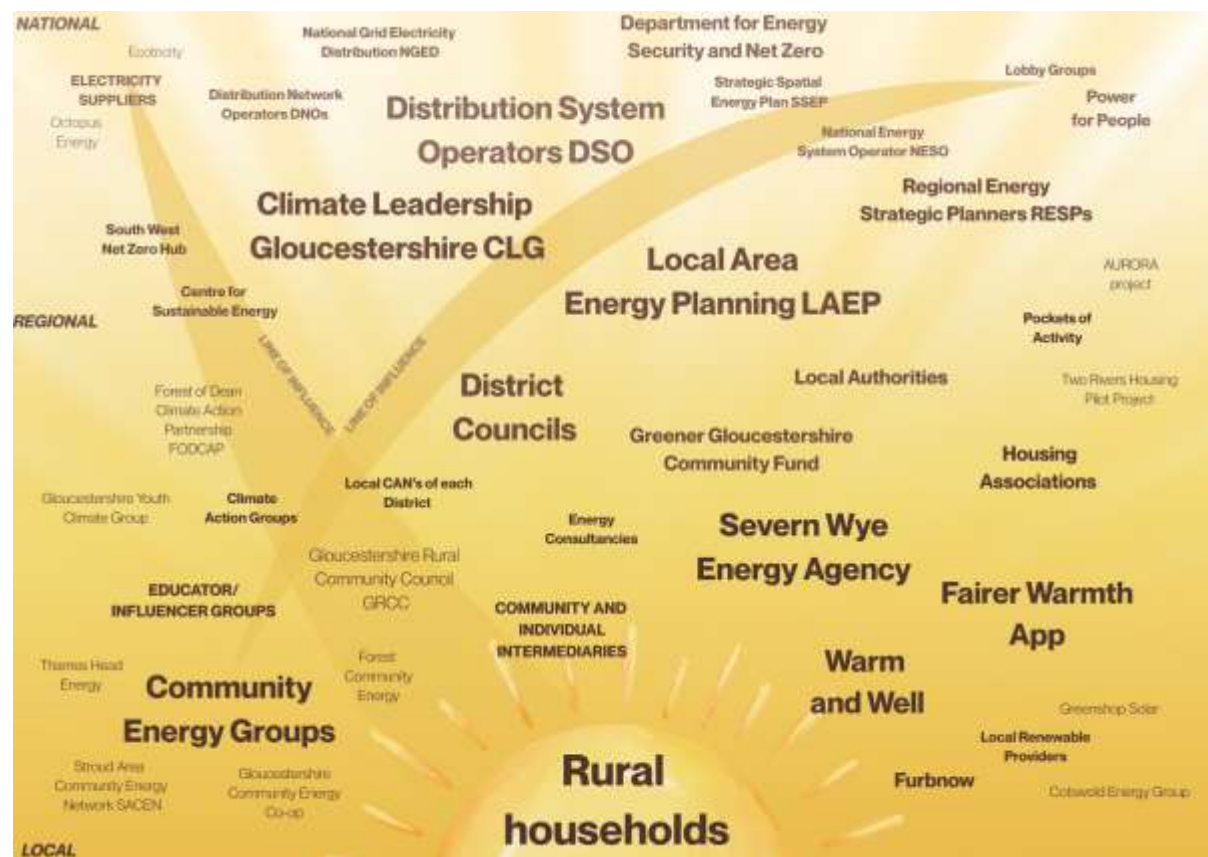 NATIONAL
Ecotricity
National Grid Electricity
Distribution NGED
Department for Energy
Security and Net Zero
Lobby Groups
ELECTRICITY
SUPPLIERS
Octopus
Energy
Distribution Network
Operators DNOs
Distribution System
Operators DSO
Strategic Spatial
Energy Plan SSEP
Power
for People
National Energy
System Operator NESO
Climate Leadership
Gloucestershire CLG
Regional Energy
Strategic Planners RESPs
South West
Net Zero Hub
Local Area
Energy Planning LAEP
AURORA
project
Centre for
Sustainable Energy
REGIONAL
Pockets of
Activity
LINE OF INFLUENCE
LINE OF INFLUENCE
District
Councils
Local Authorities
Two Rivers Housing
Pilot Project
Forest of Dean
Climate Action
Partnership
FODCAP
Greener Gloucestershire
Community Fund
Housing
Associations
Local CAN's of each
District
Gloucestershire Youth
Climate Group
Climate
Action Groups
Energy
Consultancies
Severn Wye
Energy Agency
Gloucestershire Rural
Community Council
GRCC
EDUCATOR/
INFLUENCER GROUPS
COMMUNITY AND
INDIVIDUAL
INTERMEDIARIES
Fairer Warmth
App
Thames Head
Energy
Community
Energy Groups
Forest
Community
Energy
Warm
and Well
Greenshop Solar
Local Renewable
Providers
Stroud Area
Community Energy
Network SACEN
Gloucestershire
Community Energy
Co-op
Rural
households
Furbnow
Cotswold Energy Group
LOCAL